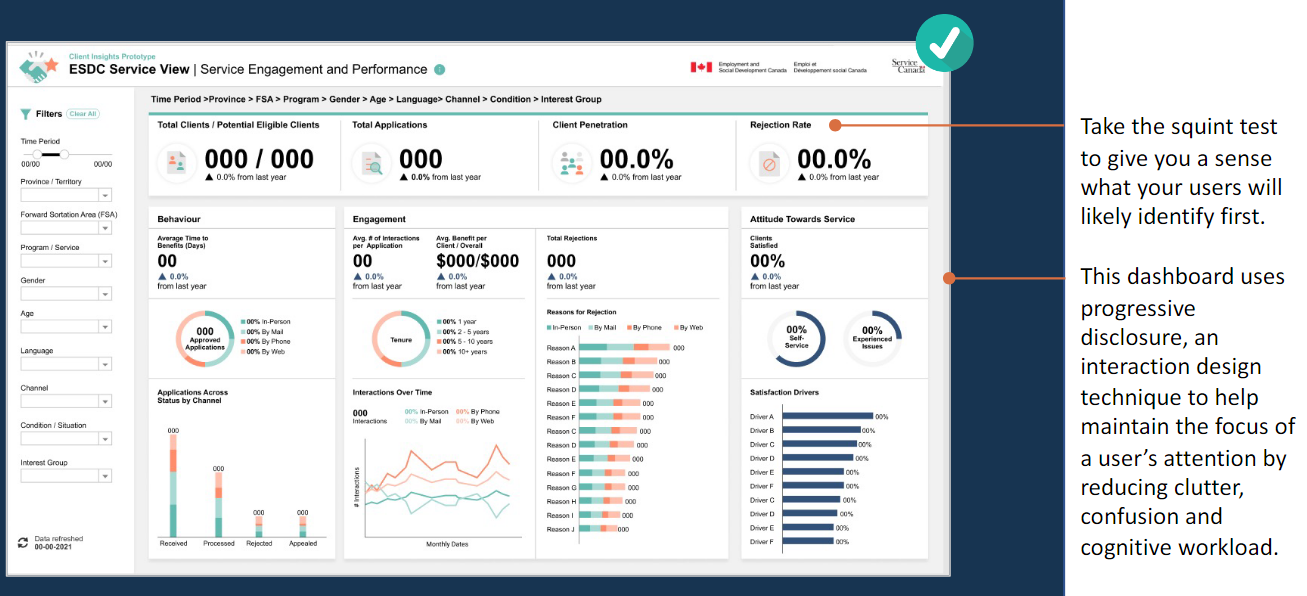 Client Insights Prototype
ESDC Service View | Service Engagement and Performance
Employment and
Social Development Canada
Emploi et
Développement social Canada
Service
Canada
Filters
Clear All
Time Period
00/00 00/00
Province / Territory
Forward Sortation Area (FSA)
Program / Service
Gender
Age
Language
Channel
Condition / Situation
Interest Group
Data refreshed
00-00-2021
Time Period >Province > FSA > Program > Gender > Age > Language> Channel > Condition > Interest Group
Total Clients / Potential Eligible Clients
000 / 000
▲ 0.0% from last year
Total Applications
000
▲ 0.0% from last year
Client Penetration
00.0%
▲ 0.0% from last year
Rejection Rate
00.0%
▲ 0.0% from last year
Behaviour
Average Time to
Benefits (Days)
00
▲ 0.0%
from last year
000
Approved
Applications
00% In-Person
00% By Mail
00% By Phone
00% By Web
Applications Across
Status by Channel
000
000
000
000
Received Processed Rejected Appealed
Engagement
Avg. # of Interactions
per Application
00
▲ 0.0%
from last year
Avg. Benefit per
Client / Overall
$000/$000
▲ 0.0%
from last year
Tenure
00% 1 year
00% 2 - 5 years
00% 5 - 10 years
00% 10+ years
Interactions Over Time
000
Interactions
00% In-Person 00% By Phone
00% By Mail 00% By Web
# Interactions
Monthly Dates
Total Rejections
000
▲ 0.0%
from last year
Reasons for Rejection
In-Person By Mail By Phone By Web
Reason A 000
Reason B 000
Reason C 000
Reason D 000
Reason E 000
Reason F 000
Reason C 000
Reason D 000
Reason E 000
Reason F 000
Reason G 000
Reason H 000
Reason I 000
Reason J 000
Attitude Towards Service
Clients
Satisfied
00%
▲ 0.0%
from last year
00%
Self-
Service
00%
Experienced
Issues
Satisfaction Drivers
Driver A 00%
Driver B 00%
Driver C 00%
Driver D 00%
Driver E 00%
Driver F 00%
Driver C 00%
Driver D 00%
Driver E 00%
Driver F 00%
Take the squint test
to give you a sense
what your users will
likely identify first.
This dashboard uses
progressive
disclosure, an
interaction design
technique to help
maintain the focus of
a user's attention by
reducing clutter,
confusion and
cognitive workload.